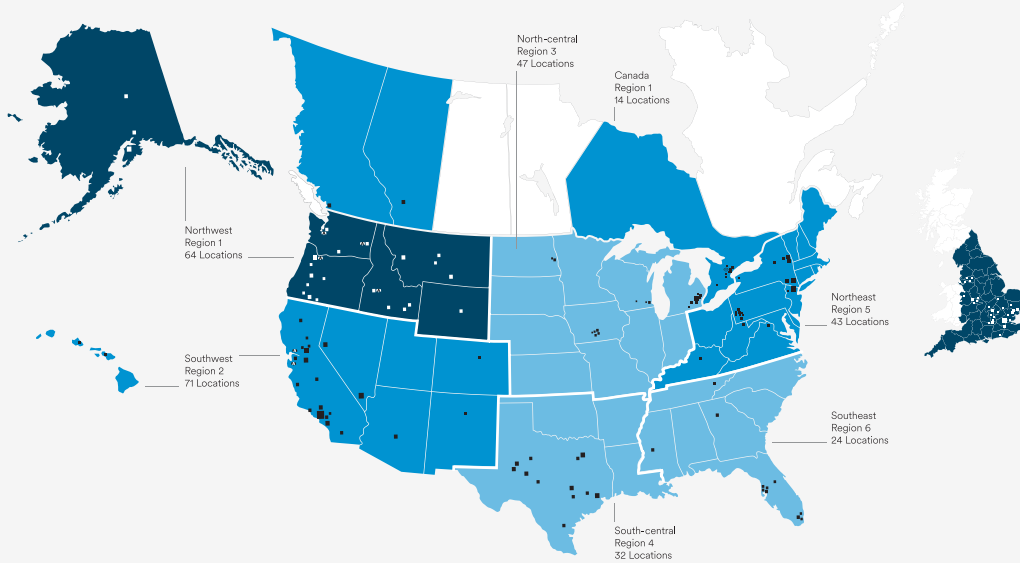 North-central
Region 3
47 Locations
Canada
Region 1
14 Locations
Northwest
Region 1
64 Locations
Northeast
Region 5
43 Locations
Southwest
Region 2
71 Locations
Southeast
Region 6
24 Locations
South-central
Region 4
32 Locations